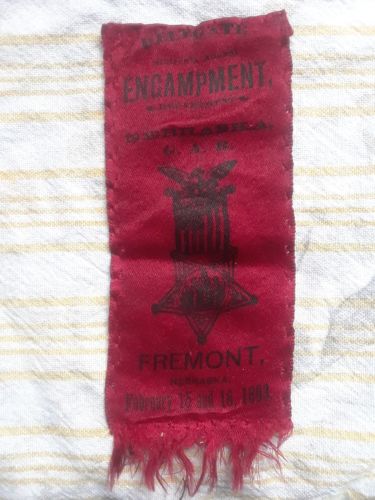 DELEGATE
ENCAMPMENT,
NEBRASKA,
G. A. R.
FREMONT,
NEBRASKA,
February 15 and 16, 1893.